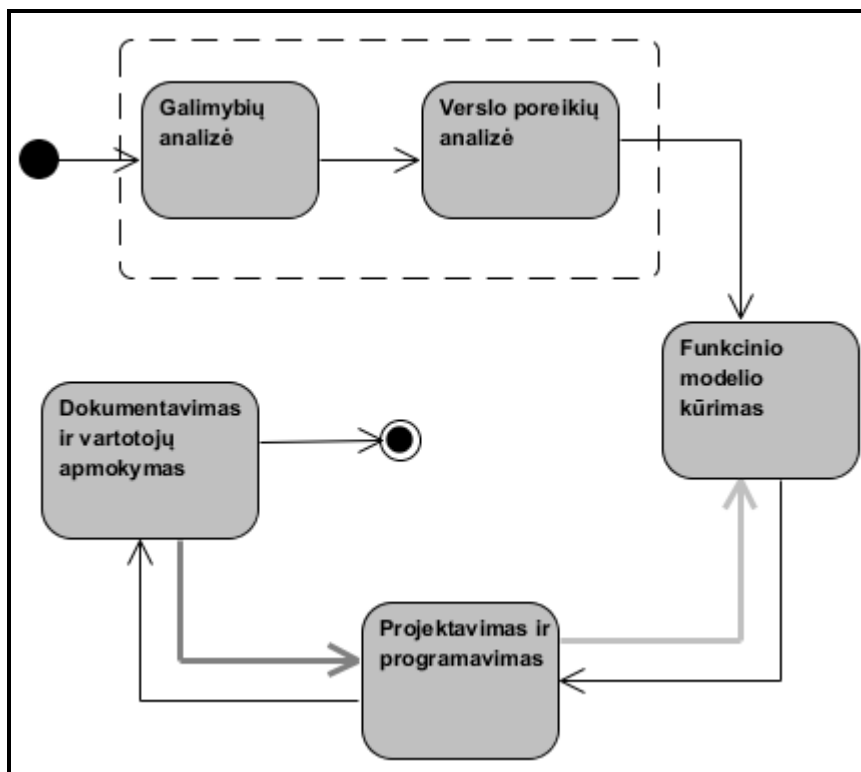 Galimybių
analizė
Verslo poreikių
analizė
Funkcinio
modelio
kūrimas
Dokumentavimas
ir vartotojų
apmokymas
Projektavimas ir
programavimas